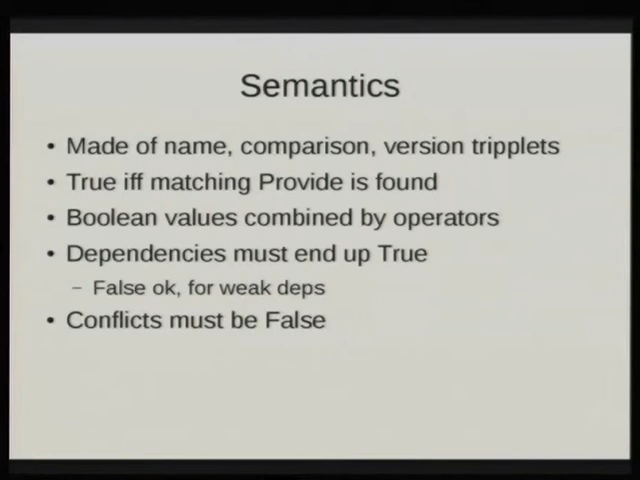 Semantics
• Made of name, comparison, version tripplets
• True iff matching Provide is found
• Boolean values combined by operators
• Dependencies must end up True
– False ok, for weak deps
• Conflicts must be False